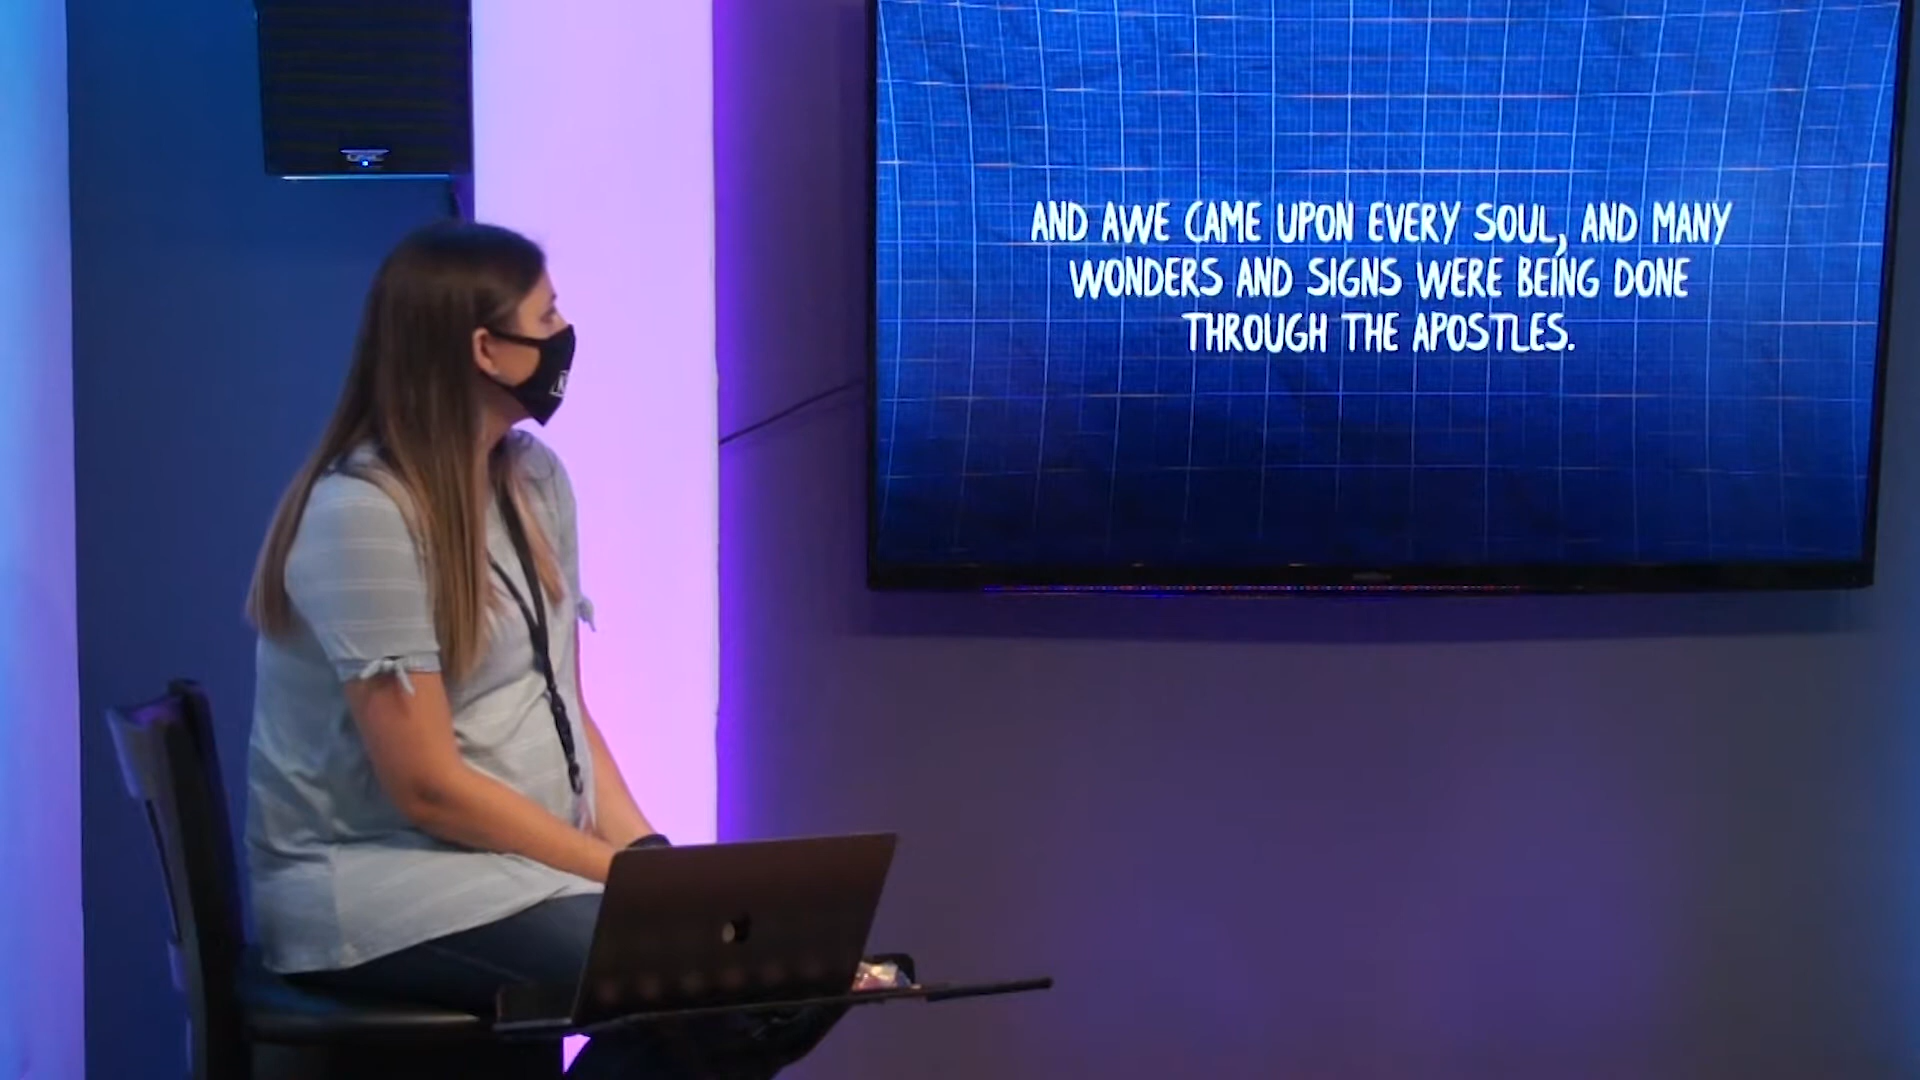 AND AWE CAME UPON EVERY SOUL, AND MANY
WONDERS AND SIGNS WERE BEING DONE
THROUGH THE APOSTLES.